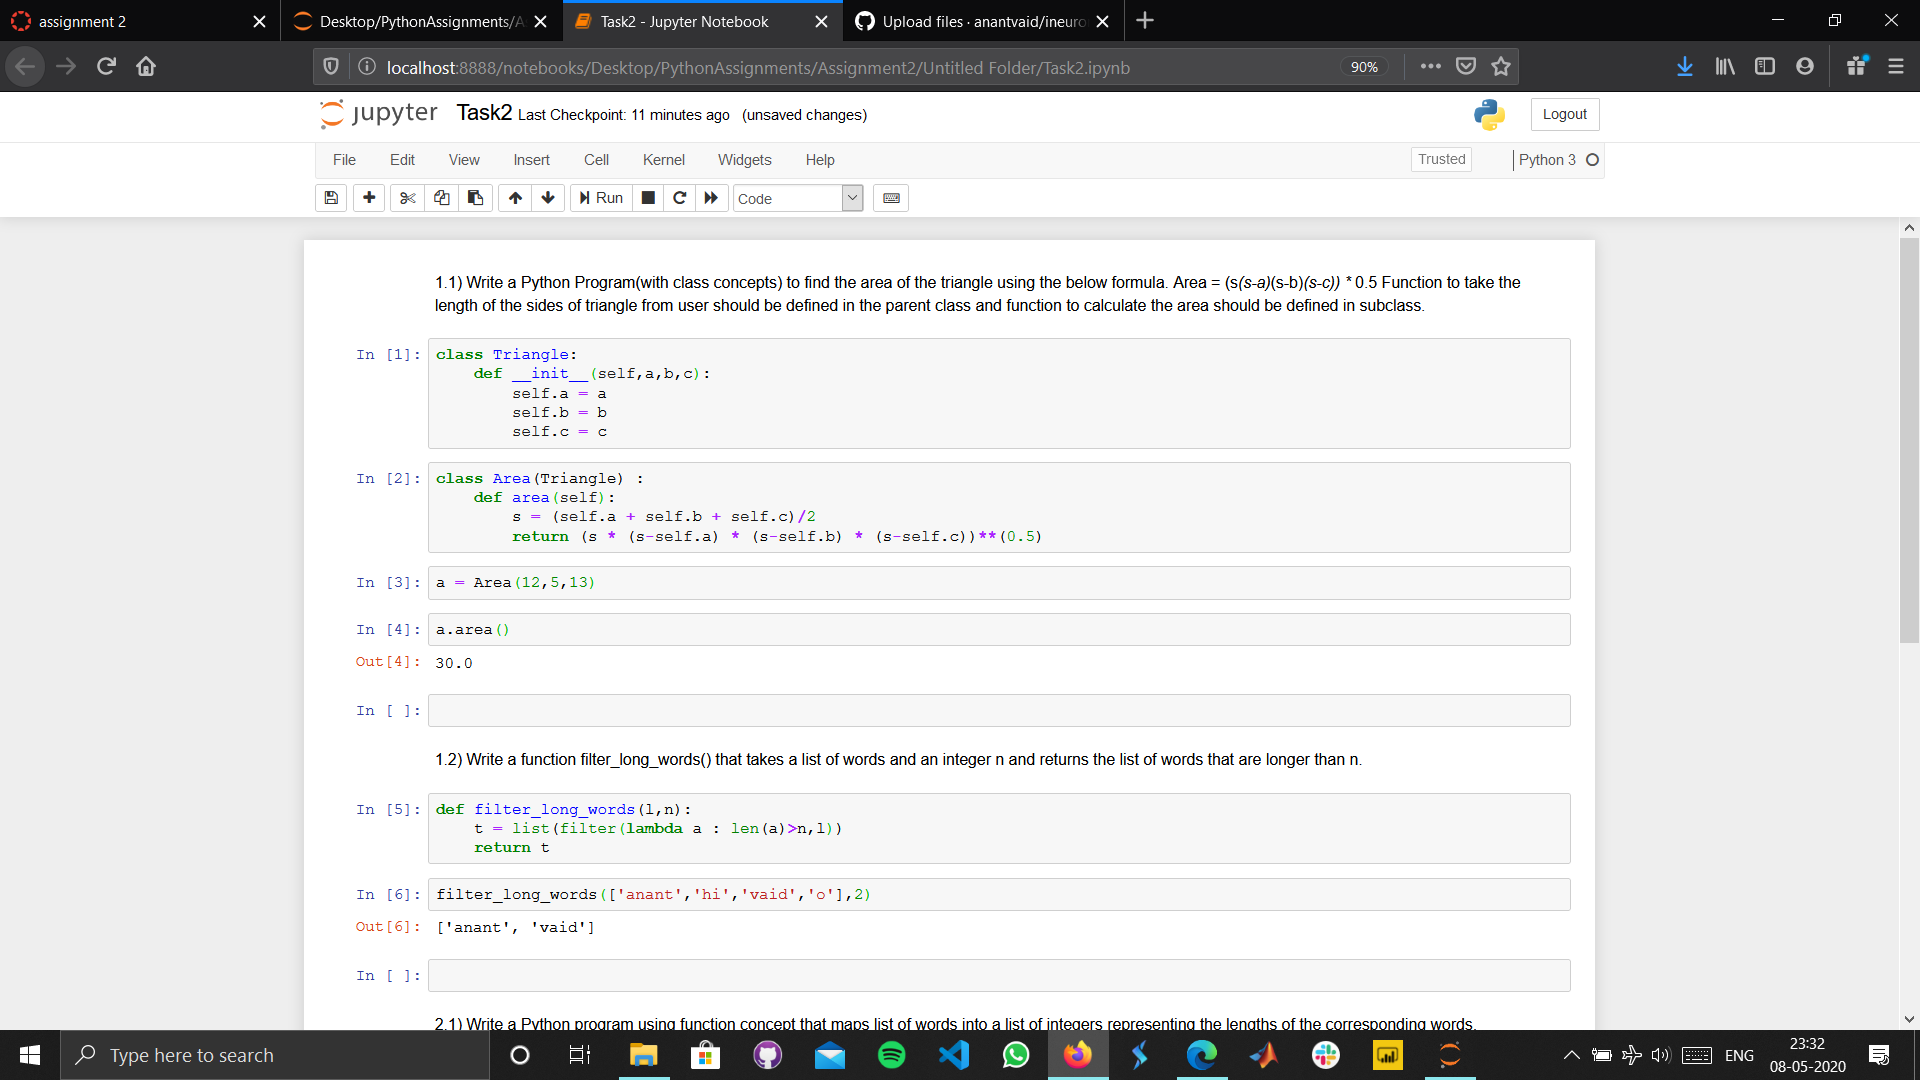 assignment 2
Desktop/PythonAssignments/A
Task2 - Jupyter Notebook
Upload files · anantvaid/ineuro
localhost:8888/notebooks/Desktop/PythonAssignments/Assignment2/Untitled Folder/Task2.ipynb
90%
jupyter Task2 Last Checkpoint: 11 minutes ago (unsaved changes)
Logout
File Edit View Insert Cell Kernel Widgets Help
Trusted
Python 3
Run
Code
1.1) Write a Python Program(with class concepts) to find the area of the triangle using the below formula. Area = (s(s-a)(s-b)(s-c)) * 0.5 Function to take the
length of the sides of triangle from user should be defined in the parent class and function to calculate the area should be defined in subclass.
In [1]: class Triangle:
def __init__(self,a,b,c):
self.a = a
self.b = b
self.c = c
In [2]: class Area(Triangle) :
def area(self):
s = (self.a + self.b + self.c)/2
return (s * (s-self.a) * (s-self.b) * (s-self.c))**(0.5)
In [3]: a = Area(12,5,13)
In [4]: a.area()
Out[4]: 30.0
In [ ]:
1.2) Write a function filter_long_words() that takes a list of words and an integer n and returns the list of words that are longer than n.
In [5]: def filter_long_words(l,n):
t = list(filter(lambda a : len(a)>n,l))
return t
In [6]: filter_long_words(['anant','hi','vaid','o'],2)
Out[6]: ['anant', 'vaid']
In [ ]:
2.1) Write a Python program using function concept that maps list of words into a list of integers representing the lengths of the corresponding words.
Type here to search
ENG
23:32
08-05-2020